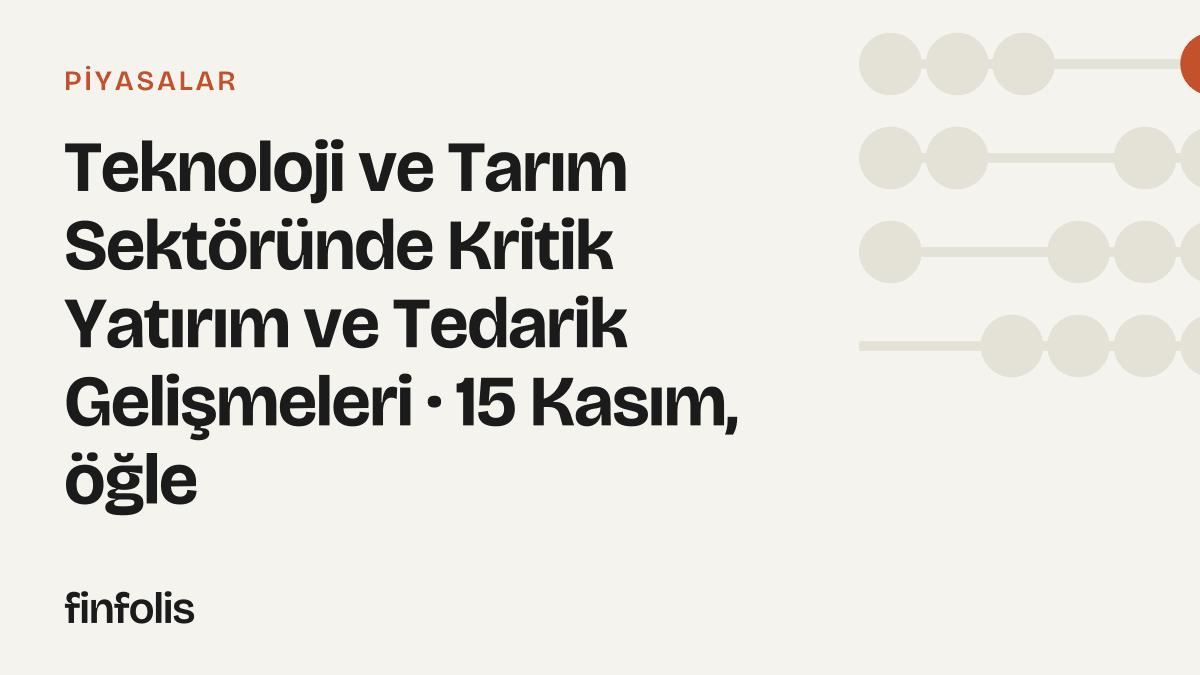 PİYASALAR
Teknoloji ve Tarım
Sektöründe Kritik
Yatırım ve Tedarik
Gelişmeleri · 15 Kasım,
öğle
finfolis